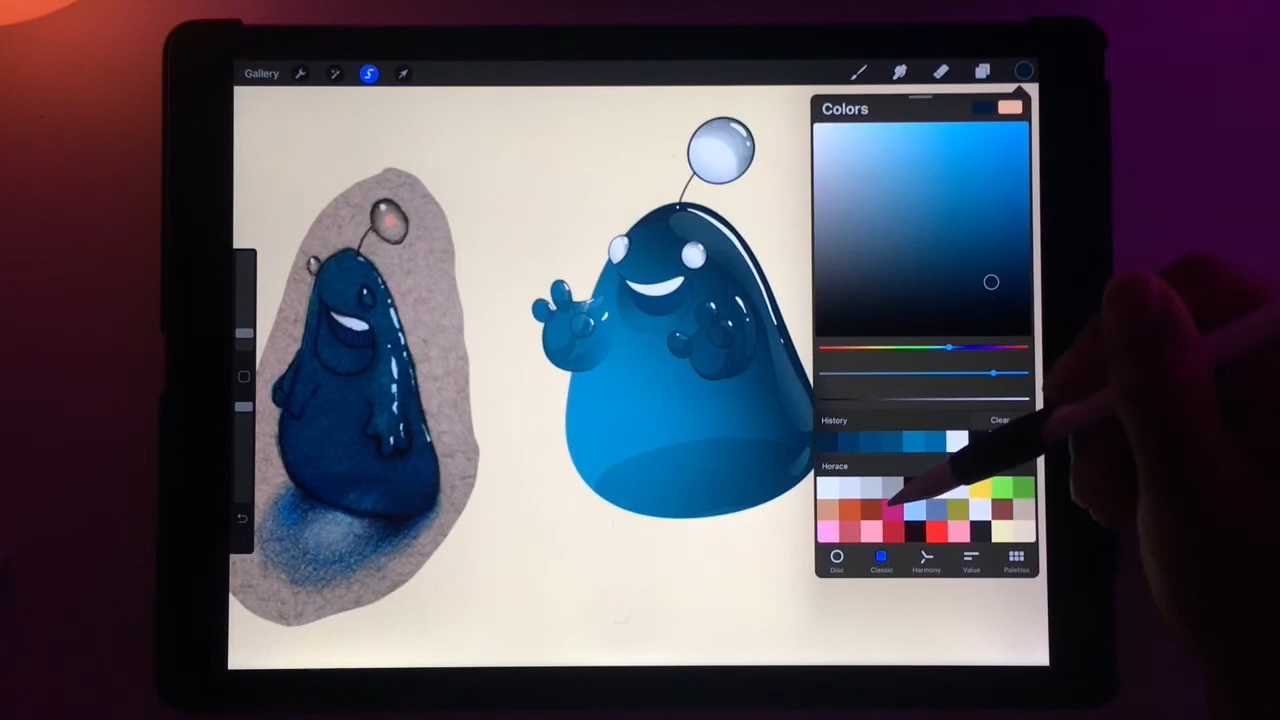 Gallery
Colors
History Clear
Horace
Disc Classic Harmony Value Palettes